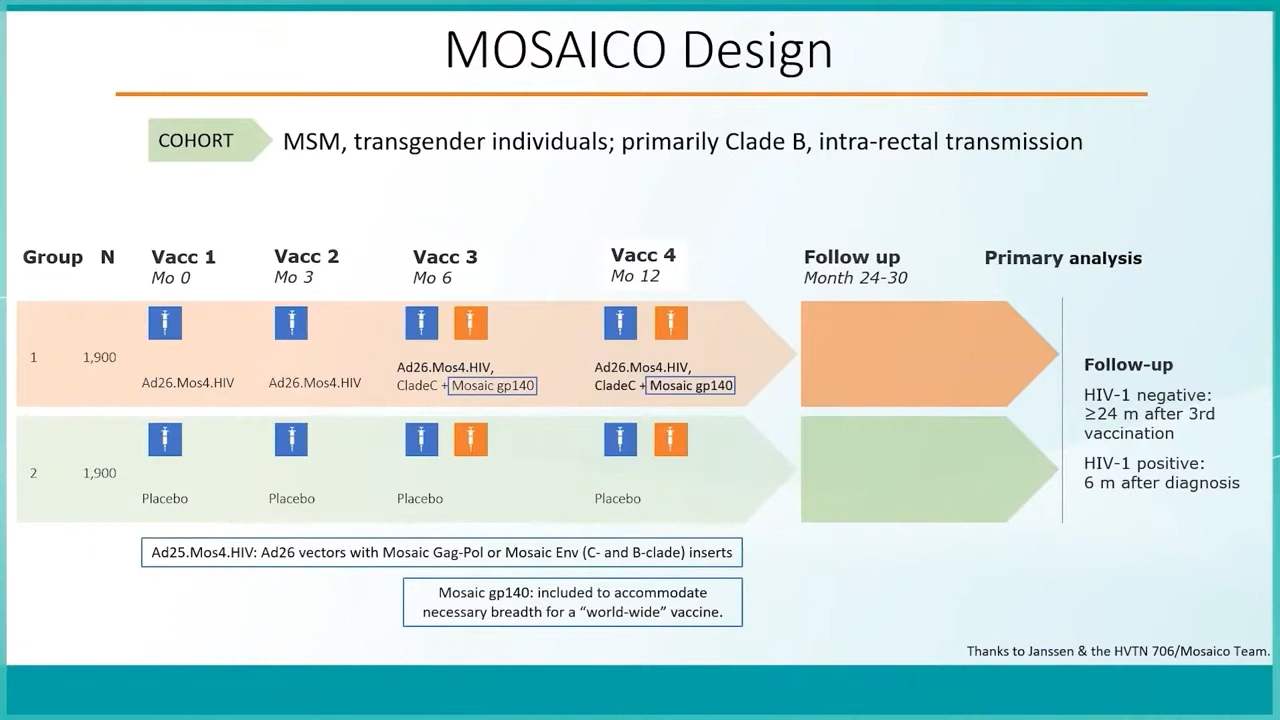 MOSAICO Design
COHORT
MSM, transgender individuals; primarily Clade B, intra-rectal transmission
Group N Vacc 1 Vacc 2 Vacc 3 Vacc 4 Follow up Primary analysis
Mo 0 Mo 3 Mo 6 Mo 12 Month 24-30
1 1,900 Ad26.Mos4.HIV Ad26.Mos4.HIV Ad26.Mos4.HIV, Ad26.Mos4.HIV,
CladeC + Mosaic gp140 CladeC + Mosaic gp140
2 1,900 Placebo Placebo Placebo Placebo
Follow-up
HIV-1 negative:
≥24 m after 3rd
vaccination
HIV-1 positive:
6 m after diagnosis
Ad25.Mos4.HIV: Ad26 vectors with Mosaic Gag-Pol or Mosaic Env (C- and B-clade) inserts
Mosaic gp140: included to accommodate
necessary breadth for a “world-wide” vaccine.
Thanks to Janssen & the HVTN 706/Mosaico Team.